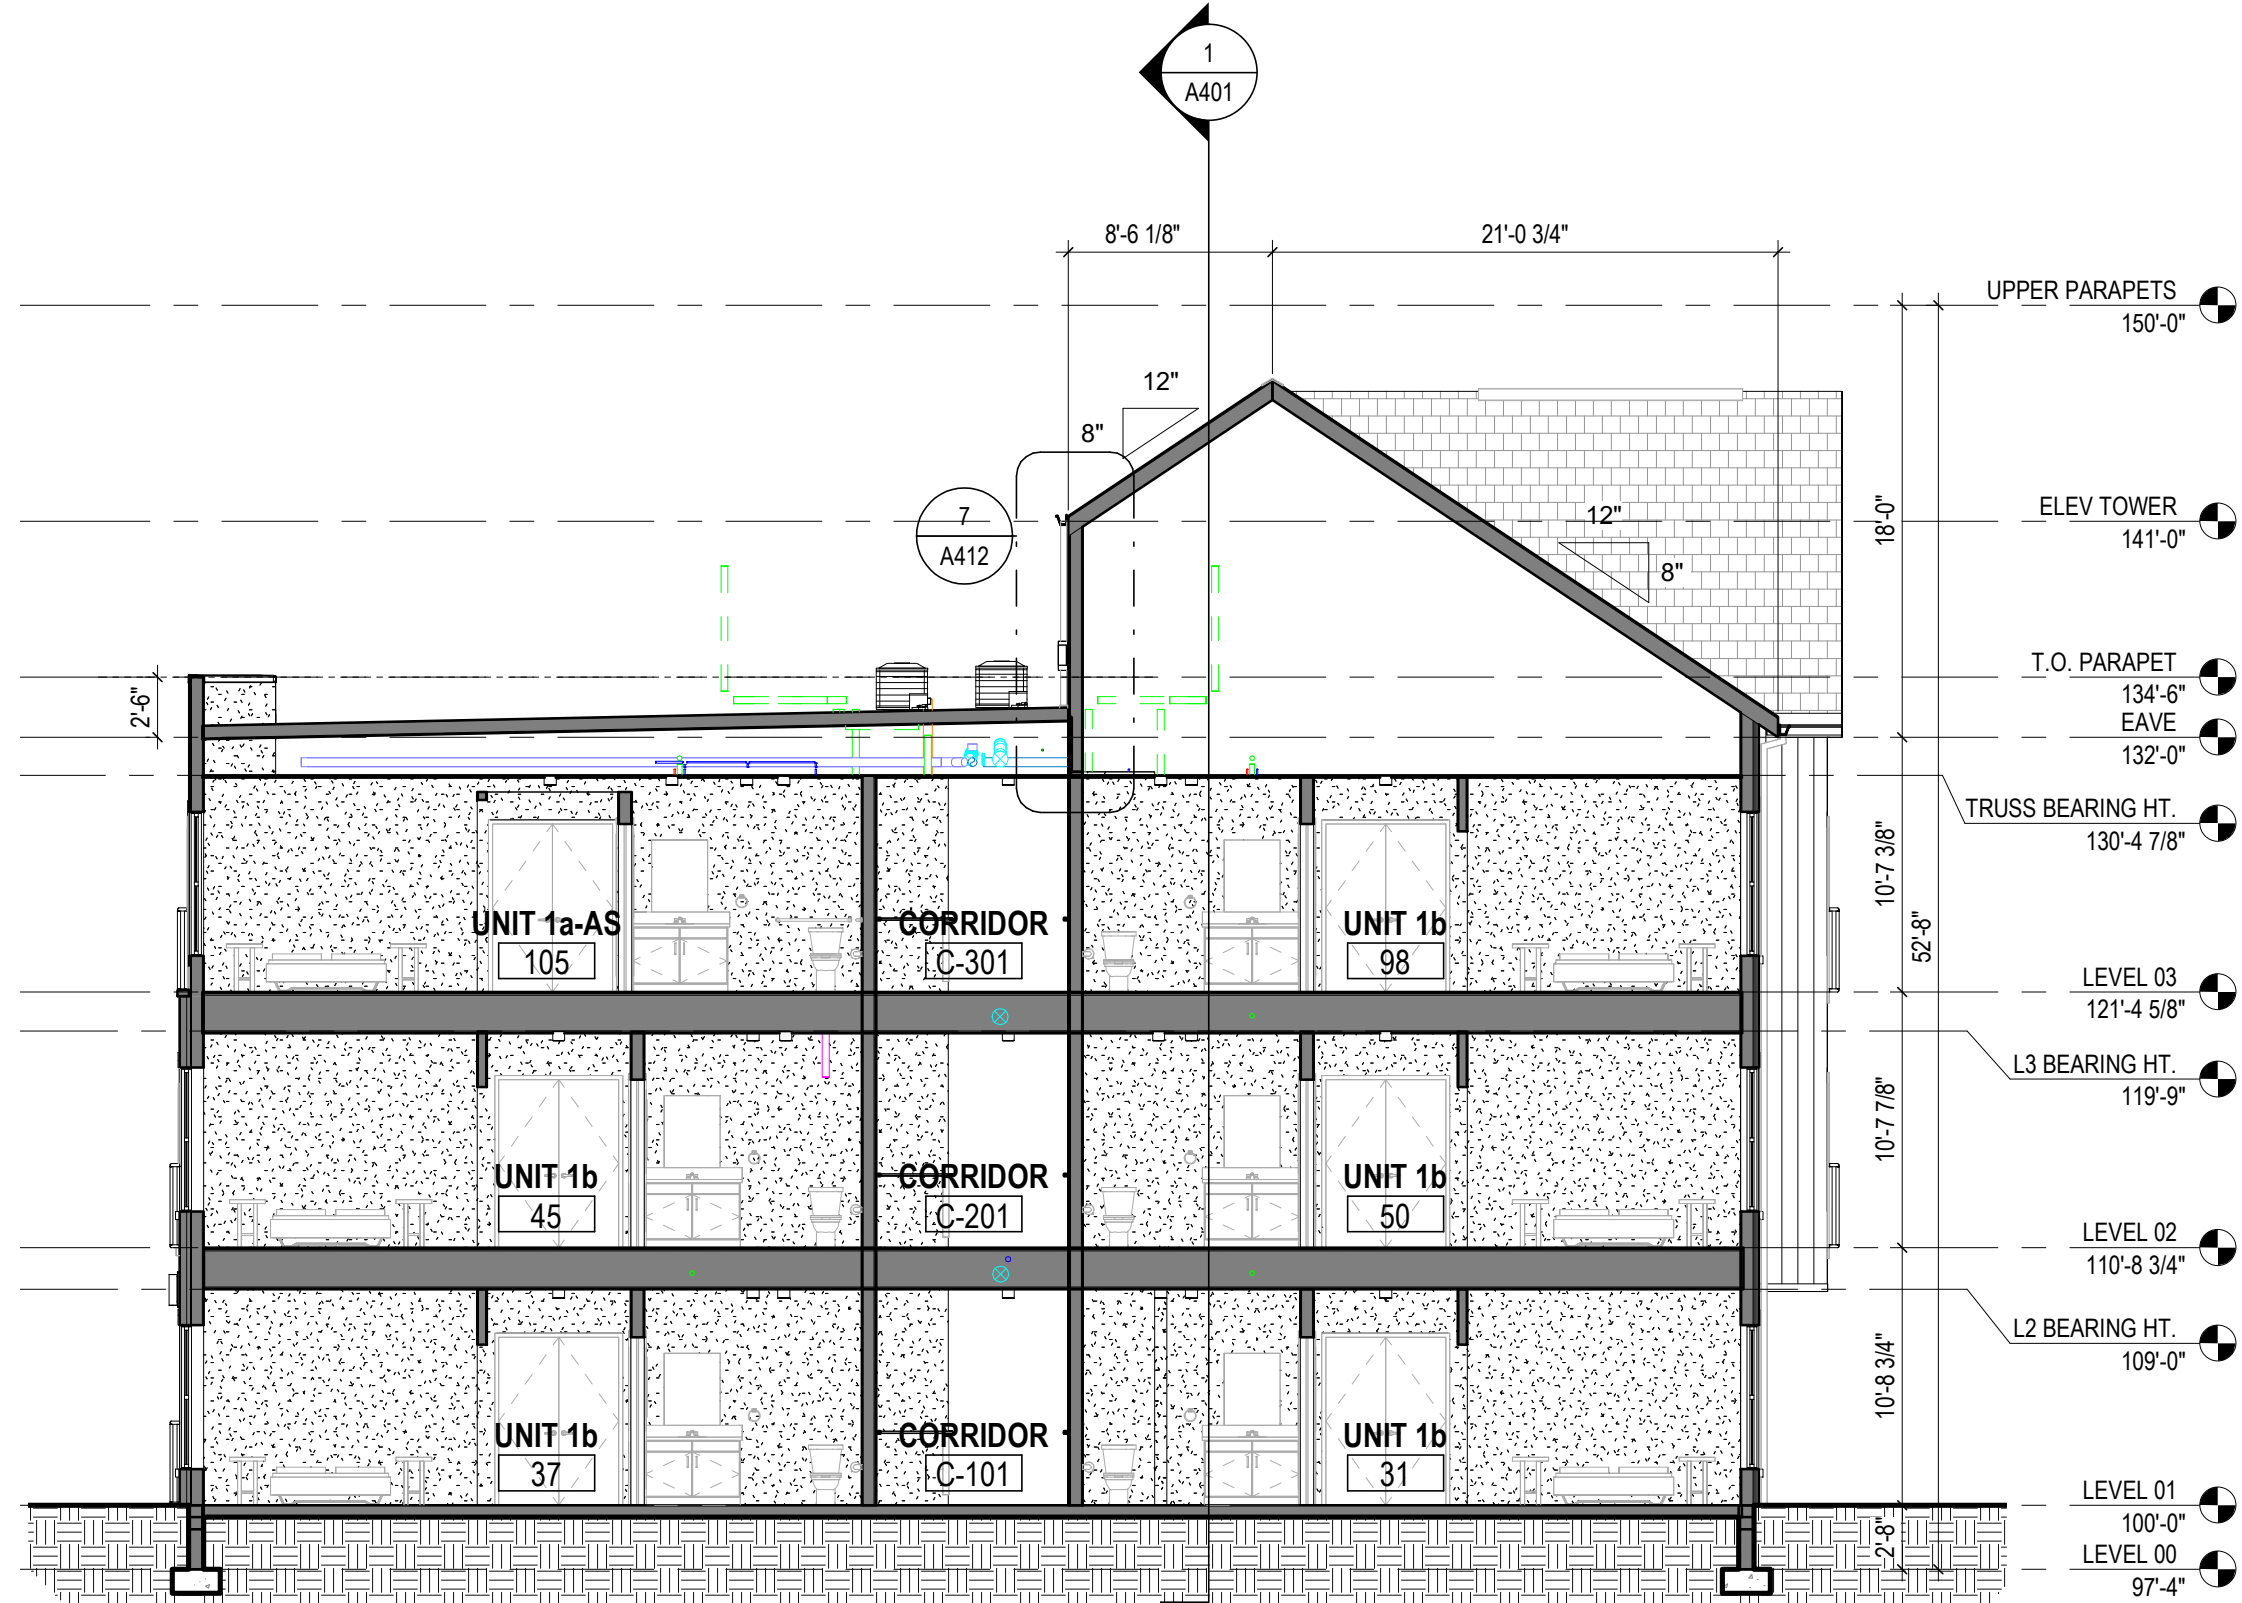 1
A401
8'-6 1/8"
21'-0 3/4"
UPPER PARAPETS
150'-0"
12"
8"
7
A412
12"
8"
18'-0"
ELEV TOWER
141'-0"
2'-6"
T.O. PARAPET
134'-6"
EAVE
132'-0"
TRUSS BEARING HT.
130'-4 7/8"
10'-7 3/8"
52'-8"
UNIT 1a-AS
105
CORRIDOR
C-301
UNIT 1b
98
LEVEL 03
121'-4 5/8"
L3 BEARING HT.
119'-9"
10'-7 7/8"
UNIT 1b
45
CORRIDOR
C-201
UNIT 1b
50
LEVEL 02
110'-8 3/4"
L2 BEARING HT.
109'-0"
10'-8 3/4"
UNIT 1b
37
CORRIDOR
C-101
UNIT 1b
31
LEVEL 01
100'-0"
2'-8"
LEVEL 00
97'-4"